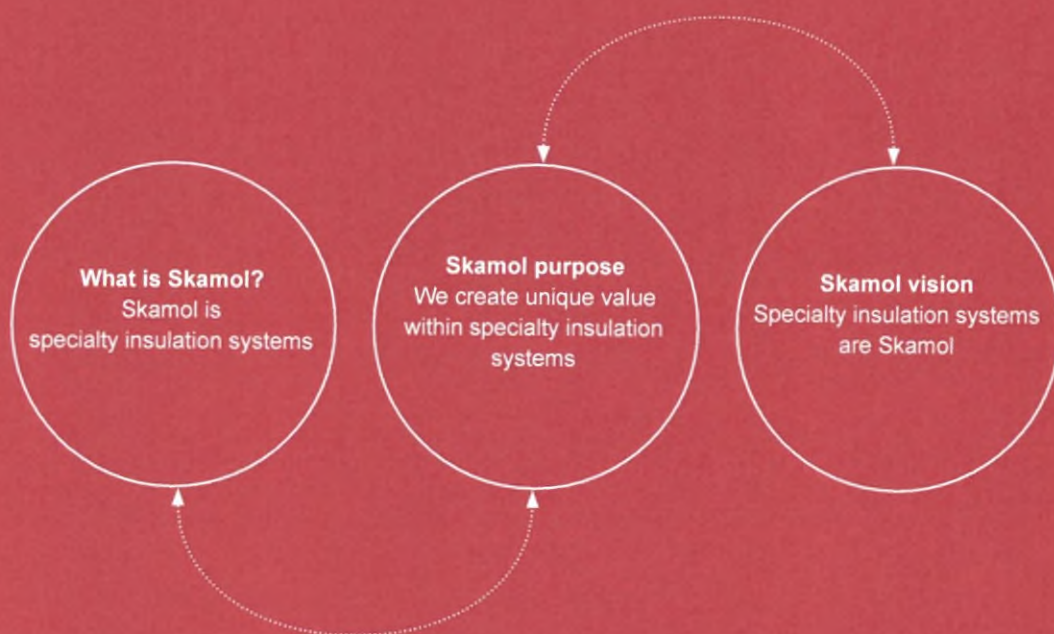 What is Skamol?
Skamol is
specialty insulation systems
Skamol purpose
We create unique value
within specialty insulation
systems
Skamol vision
Specialty insulation systems
are Skamol